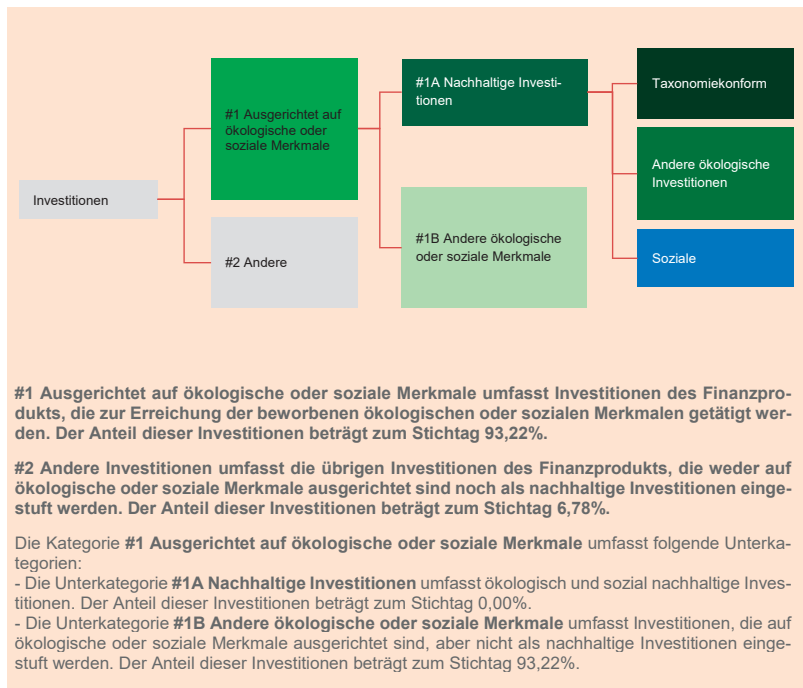 Investitionen
#1 Ausgerichtet auf
ökologische oder
soziale Merkmale
#2 Andere
#1A Nachhaltige Investi-
tionen
#1B Andere ökologische
oder soziale Merkmale
Taxonomiekonform
Andere ökologische
Investitionen
Soziale
#1 Ausgerichtet auf ökologische oder soziale Merkmale umfasst Investitionen des Finanzpro-
dukts, die zur Erreichung der beworbenen ökologischen oder sozialen Merkmalen getätigt wer-
den. Der Anteil dieser Investitionen beträgt zum Stichtag 93,22%.
#2 Andere Investitionen umfasst die übrigen Investitionen des Finanzprodukts, die weder auf
ökologische oder soziale Merkmale ausgerichtet sind noch als nachhaltige Investitionen einge-
stuft werden. Der Anteil dieser Investitionen beträgt zum Stichtag 6,78%.
Die Kategorie #1 Ausgerichtet auf ökologische oder soziale Merkmale umfasst folgende Unterka-
tegorien:
- Die Unterkategorie #1A Nachhaltige Investitionen umfasst ökologisch und sozial nachhaltige Inves-
titionen. Der Anteil dieser Investitionen beträgt zum Stichtag 0,00%.
- Die Unterkategorie #1B Andere ökologische oder soziale Merkmale umfasst Investitionen, die auf
ökologische oder soziale Merkmale ausgerichtet sind, aber nicht als nachhaltige Investitionen einge-
stuft werden. Der Anteil dieser Investitionen beträgt zum Stichtag 93,22%.